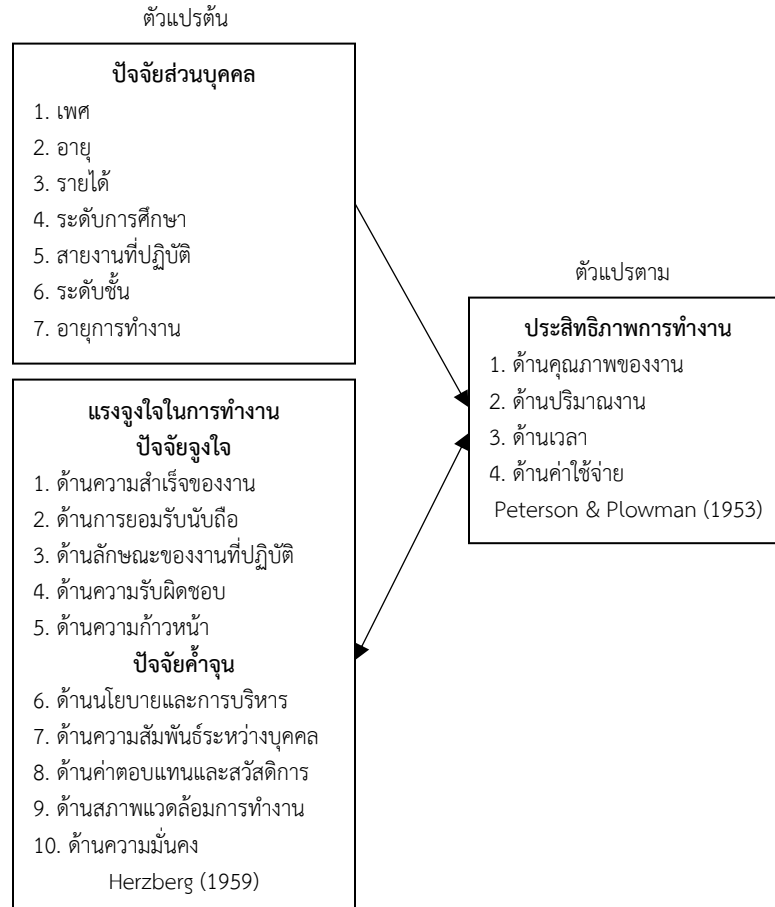 ตัวแปรต้น
ปัจจัยส่วนบุคคล
1. เพศ
2. อายุ
3. รายได้
4. ระดับการศึกษา
5. สายงานที่ปฏิบัติ
6. ระดับชั้น
7. อายุการทำงาน
แรงจูงใจในการทำงาน
ปัจจัยจูงใจ
1. ด้านความสำเร็จของงาน
2. ด้านการยอมรับนับถือ
3. ด้านลักษณะของงานที่ปฏิบัติ
4. ด้านความรับผิดชอบ
5. ด้านความก้าวหน้า
ปัจจัยค้ำจุน
6. ด้านนโยบายและการบริหาร
7. ด้านความสัมพันธ์ระหว่างบุคคล
8. ด้านค่าตอบแทนและสวัสดิการ
9. ด้านสภาพแวดล้อมการทำงาน
10. ด้านความมั่นคง
Herzberg (1959)
ตัวแปรตาม
ประสิทธิภาพการทำงาน
1. ด้านคุณภาพของงาน
2. ด้านปริมาณงาน
3. ด้านเวลา
4. ด้านค่าใช้จ่าย
Peterson & Plowman (1953)